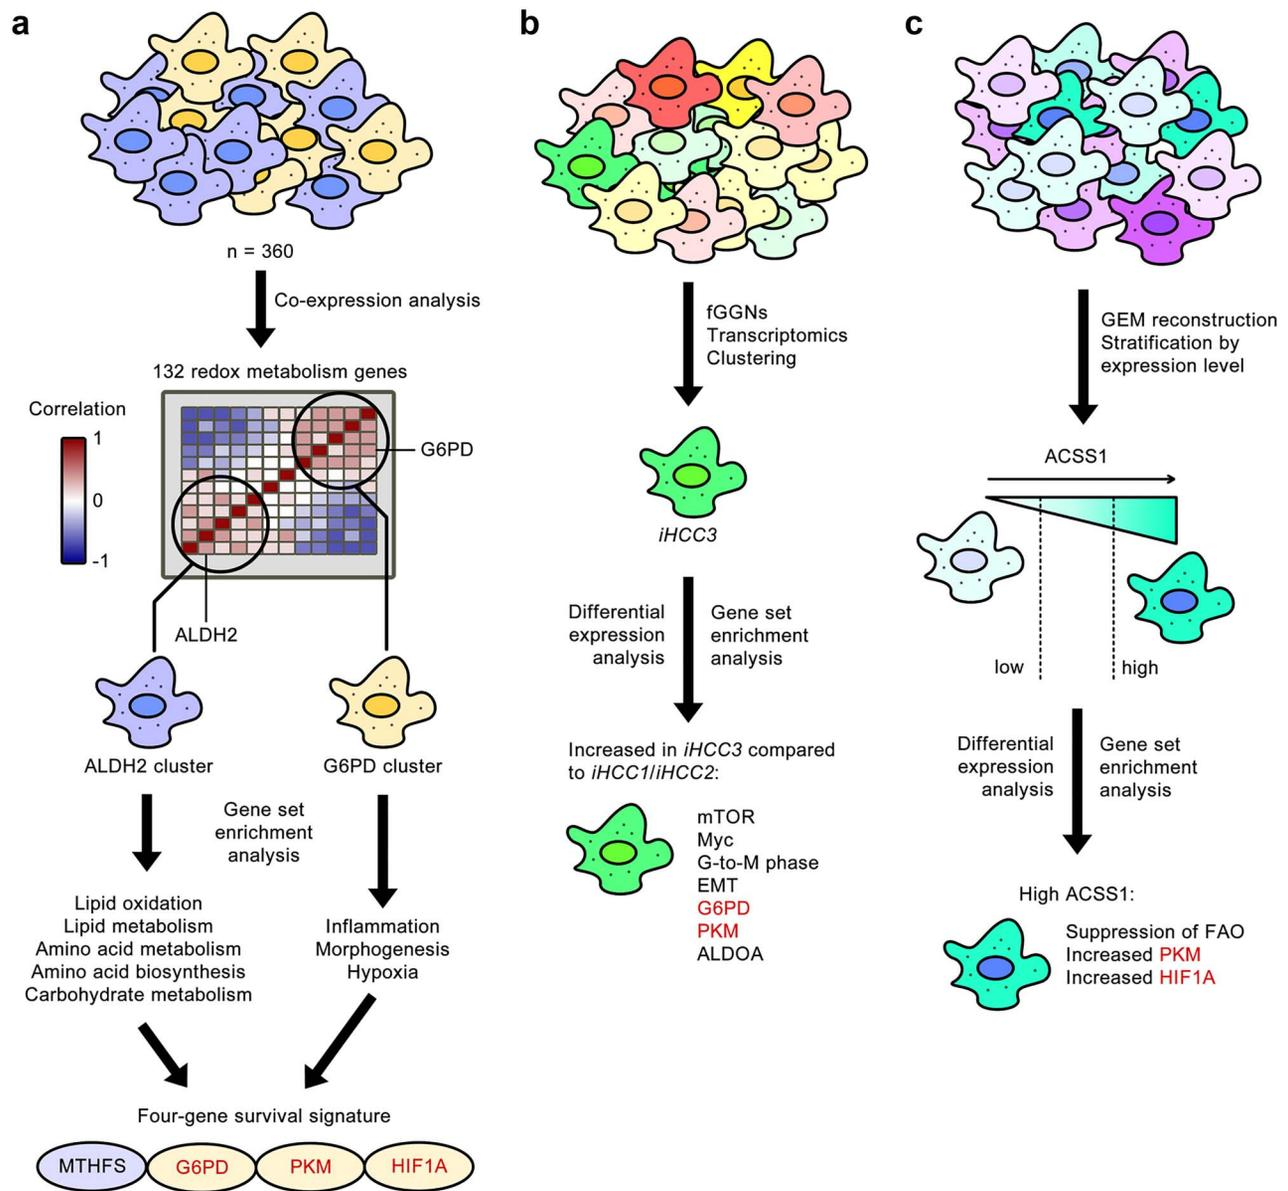 a
n = 360
Co-expression analysis
132 redox metabolism genes
Correlation
1
0
-1
G6PD
ALDH2
ALDH2 cluster
G6PD cluster
Gene set
enrichment
analysis
Lipid oxidation
Lipid metabolism
Amino acid metabolism
Amino acid biosynthesis
Carbohydrate metabolism
Inflammation
Morphogenesis
Hypoxia
Four-gene survival signature
MTHFS
G6PD
PKM
HIF1A
b
fGGNs
Transcriptomics
Clustering
iHCC3
Differential
expression
analysis
Gene set
enrichment
analysis
Increased in iHCC3 compared
to iHCC1/iHCC2:
mTOR
Myc
G-to-M phase
EMT
G6PD
PKM
ALDOA
c
GEM reconstruction
Stratification by
expression level
ACSS1
low
high
Differential
expression
analysis
Gene set
enrichment
analysis
High ACSS1:
Suppression of FAO
Increased PKM
Increased HIF1A